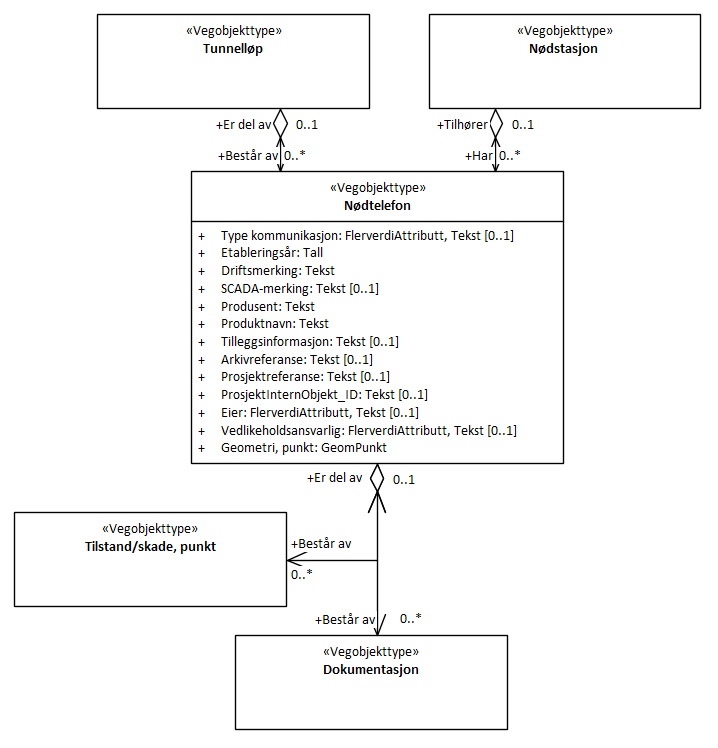 «Vegobjekttype»
Tunnelløp
«Vegobjekttype»
Nødstasjon
+Er del av 0..1
+Tilhører 0..1
+Består av 0..*
+Har 0..*
«Vegobjekttype»
Nødtelefon
+ Type kommunikasjon: FlerverdiAttributt, Tekst [0..1]
+ Etableringsår: Tall
+ Driftsmerking: Tekst
+ SCADA-merking: Tekst [0..1]
+ Produsent: Tekst
+ Produktnavn: Tekst
+ Tilleggsinformasjon: Tekst [0..1]
+ Arkivreferanse: Tekst [0..1]
+ Prosjektreferanse: Tekst [0..1]
+ ProsjektInternObjekt_ID: Tekst [0..1]
+ Eier: FlerverdiAttributt, Tekst [0..1]
+ Vedlikeholdsansvarlig: FlerverdiAttributt, Tekst [0..1]
+ Geometri, punkt: GeomPunkt
+Er del av 0..1
«Vegobjekttype»
Tilstand/skade, punkt
+Består av
0..*
+Består av 0..*
«Vegobjekttype»
Dokumentasjon